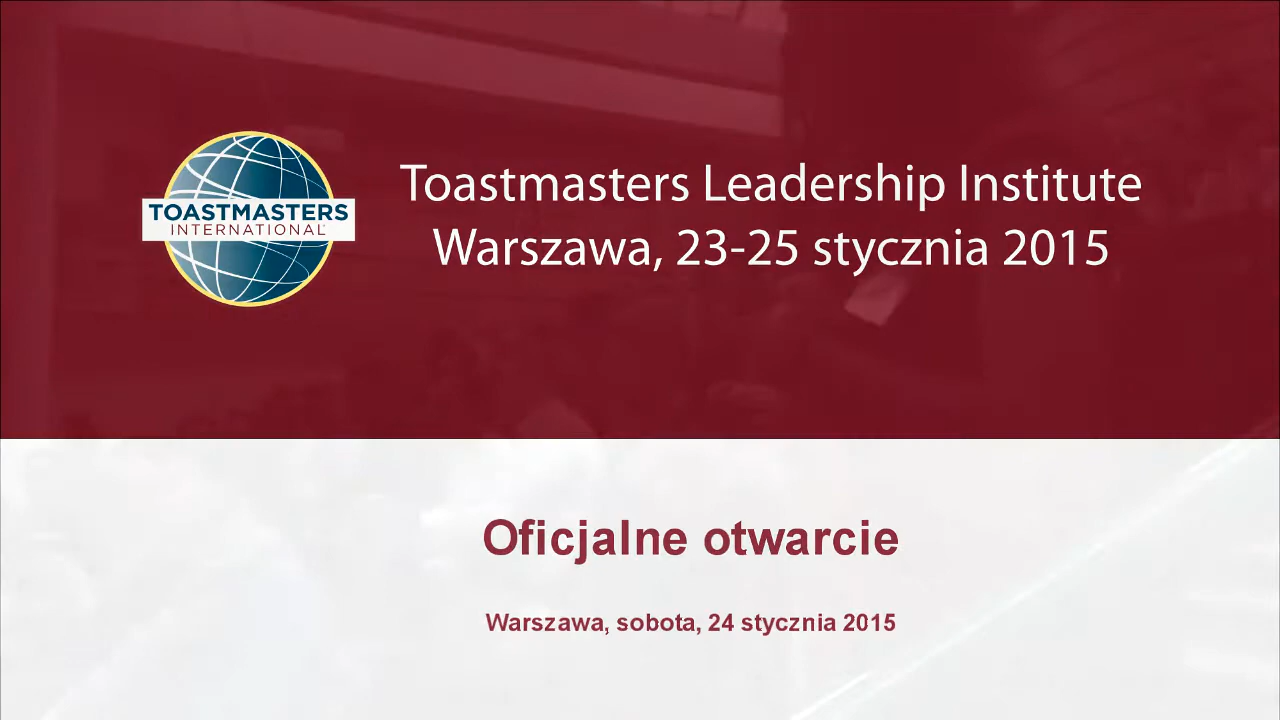 TOASTMASTERS
INTERNATIONAL
Toastmasters Leadership Institute
Warszawa, 23-25 stycznia 2015
Oficjalne otwarcie
Warszawa, sobota, 24 stycznia 2015